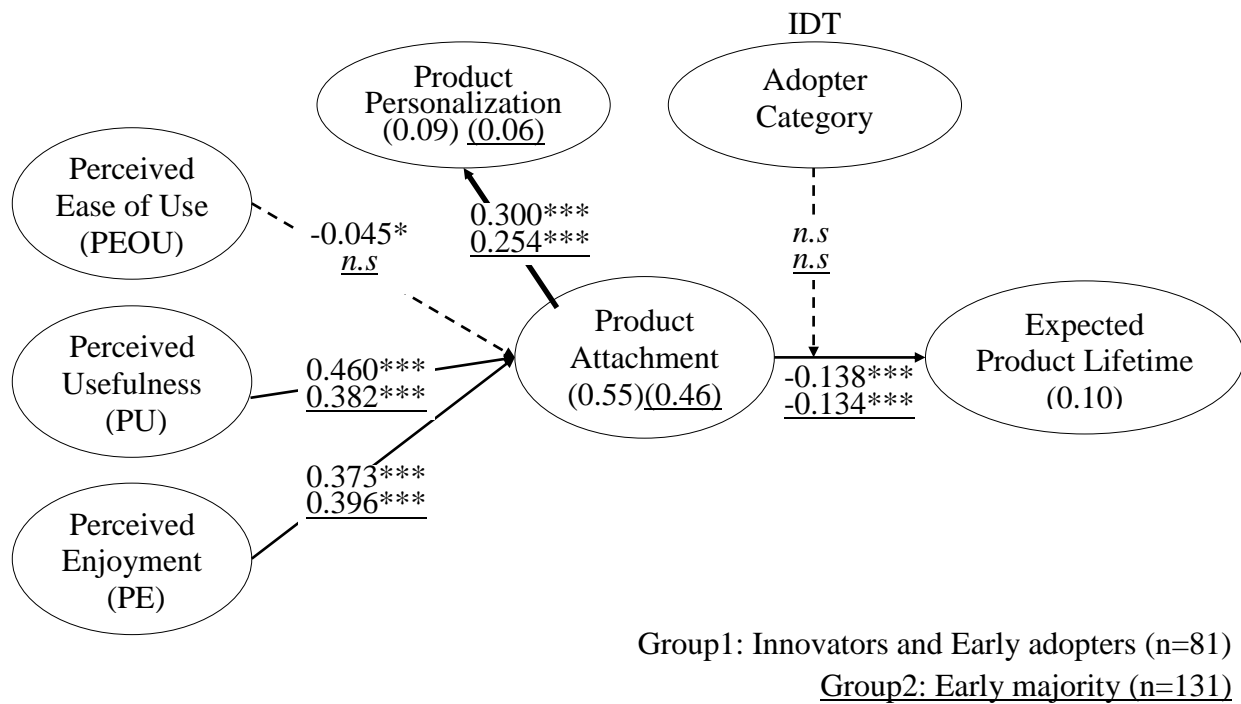 IDT
Product
Personalization
(0.09) (0.06)
Adopter
Category
Perceived
Ease of Use
(PEOU)
-0.045*
n.s
0.300***
0.254***
n.s
n.s
Perceived
Usefulness
(PU)
0.460***
0.382***
Product
Attachment
(0.55)(0.46)
-0.138***
-0.134***
Expected
Product Lifetime
(0.10)
Perceived
Enjoyment
(PE)
0.373***
0.396***
Group1: Innovators and Early adopters (n=81)
Group2: Early majority (n=131)